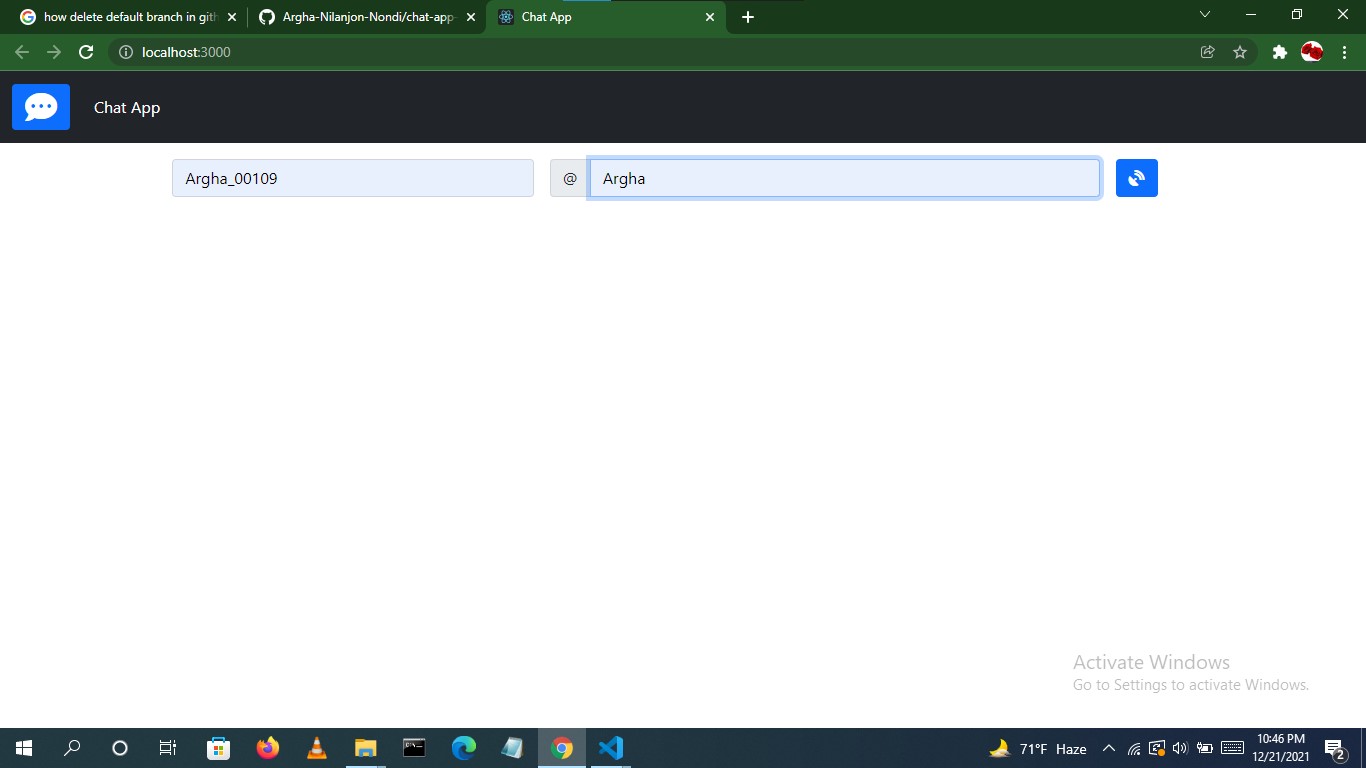 how delete default branch in gith
Argha-Nilanjon-Nondi/chat-app-
Chat App
localhost:3000
Chat App
Argha_00109
@
Argha
Activate Windows
Go to Settings to activate Windows.
71°F Haze
10:46 PM
12/21/2021
2